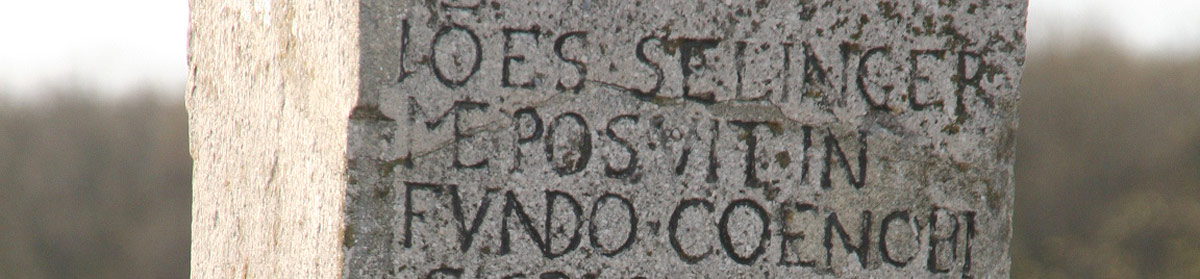 IOES SELINGER
ME POSVIT IN
FVNDO COENOBI